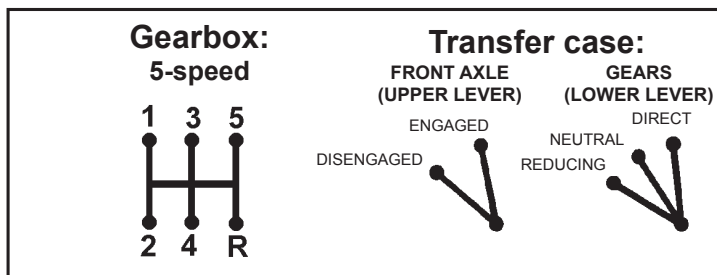 Gearbox:
5-speed
1 3 5
2 4 R
Transfer case:
FRONT AXLE
(UPPER LEVER)
ENGAGED
DISENGAGED
GEARS
(LOWER LEVER)
DIRECT
NEUTRAL
REDUCING